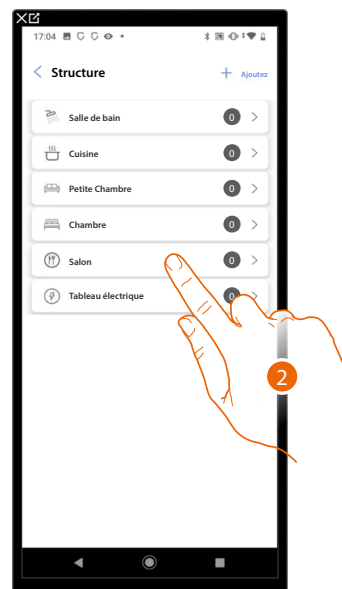 17:04
Structure
Ajoutez
Salle de bain 0
Cuisine 0
Petite Chambre 0
Chambre 0
Salon 0
Tableau électrique 0
2